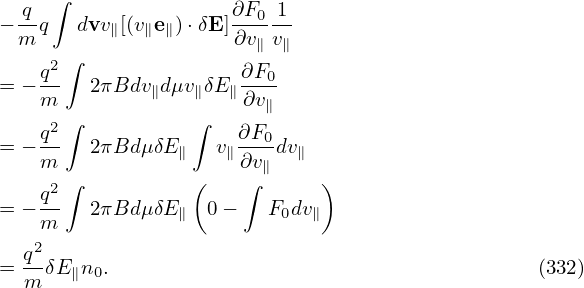 $-\frac{q}{m} q \int d\mathbf{v} v_{\parallel} [(v_{\parallel} \mathbf{e}_{\parallel}) \cdot \delta \mathbf{E}] \frac{\partial F_0}{\partial v_{\parallel}} \frac{1}{v_{\parallel}}$
$= -\frac{q^2}{m} \int 2\pi B dv_{\parallel} d\mu v_{\parallel} \delta E_{\parallel} \frac{\partial F_0}{\partial v_{\parallel}}$
$= -\frac{q^2}{m} \int 2\pi B d\mu \delta E_{\parallel} \int v_{\parallel} \frac{\partial F_0}{\partial v_{\parallel}} dv_{\parallel}$
$= -\frac{q^2}{m} \int 2\pi B d\mu \delta E_{\parallel} \left( 0 - \int F_0 dv_{\parallel} \right)$
$= \frac{q^2}{m} \delta E_{\parallel} n_0.$ (332)